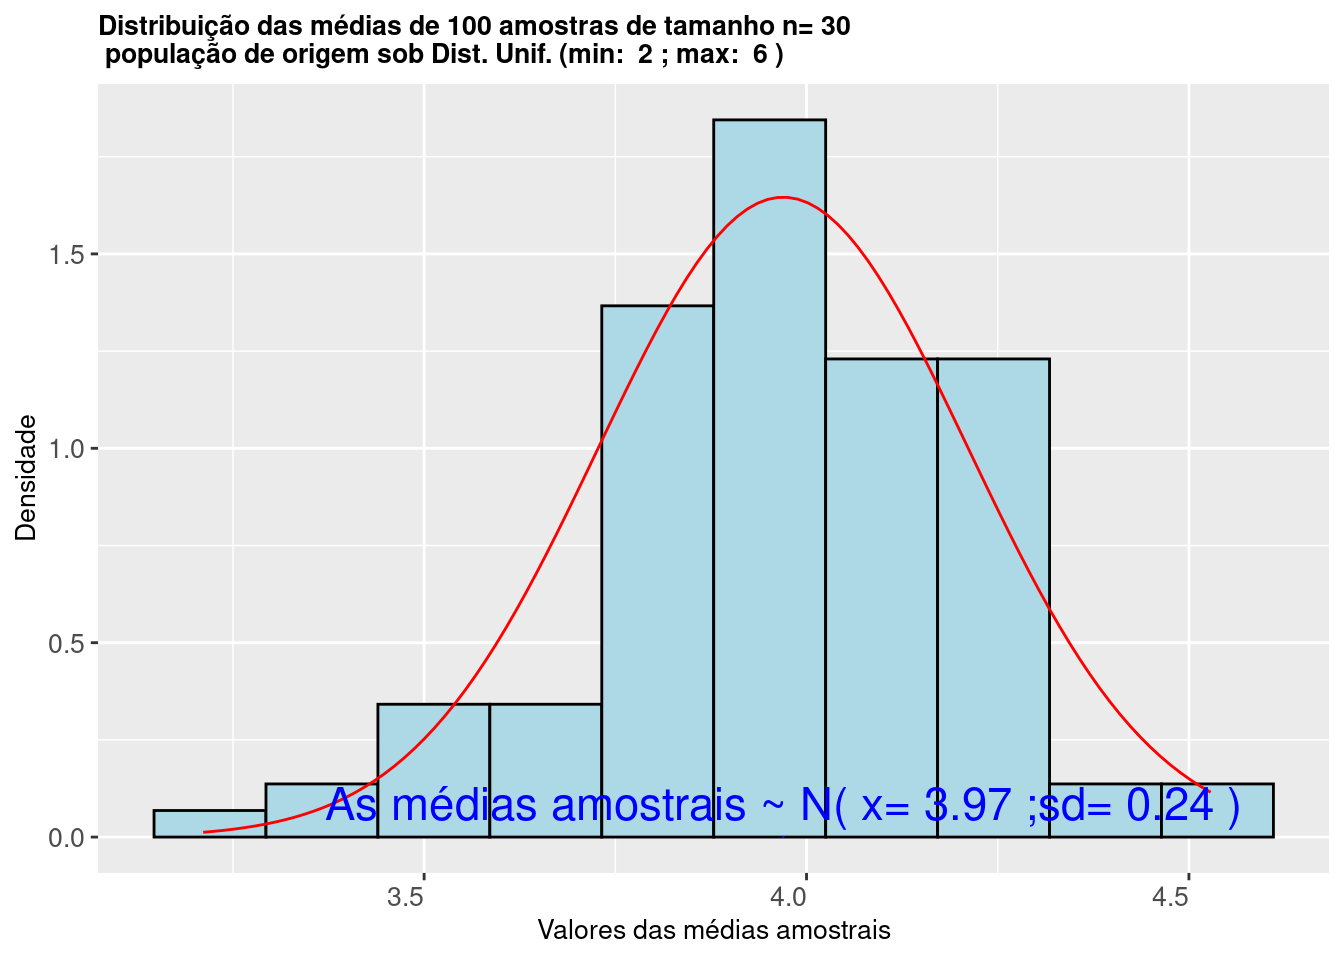 Distribuição das médias de 100 amostras de tamanho n= 30
população de origem sob Dist. Unif. (min:  2 ; max:  6 )
Densidade
1.5
1.0
0.5
0.0
As médias amostrais ~ N( x= 3.97 ;sd= 0.24 )
3.5
4.0
4.5
Valores das médias amostrais